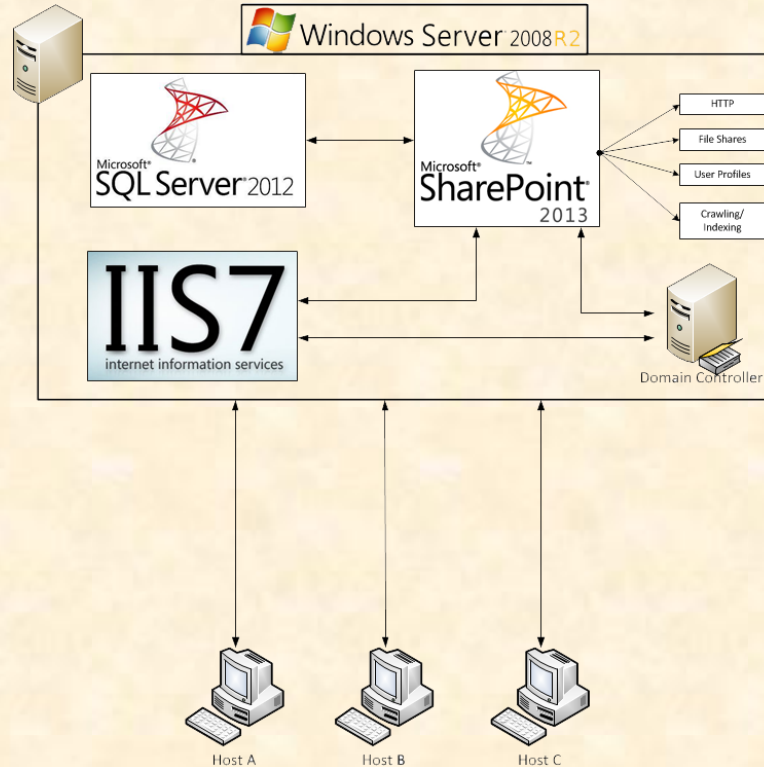 Windows Server 2008 R2
Microsoft®
SQL Server® 2012
Microsoft®
SharePoint®
2013
HTTP
File Shares
User Profiles
Crawling/
Indexing
IIS7
internet information services
Domain Controller
Host A
Host B
Host C